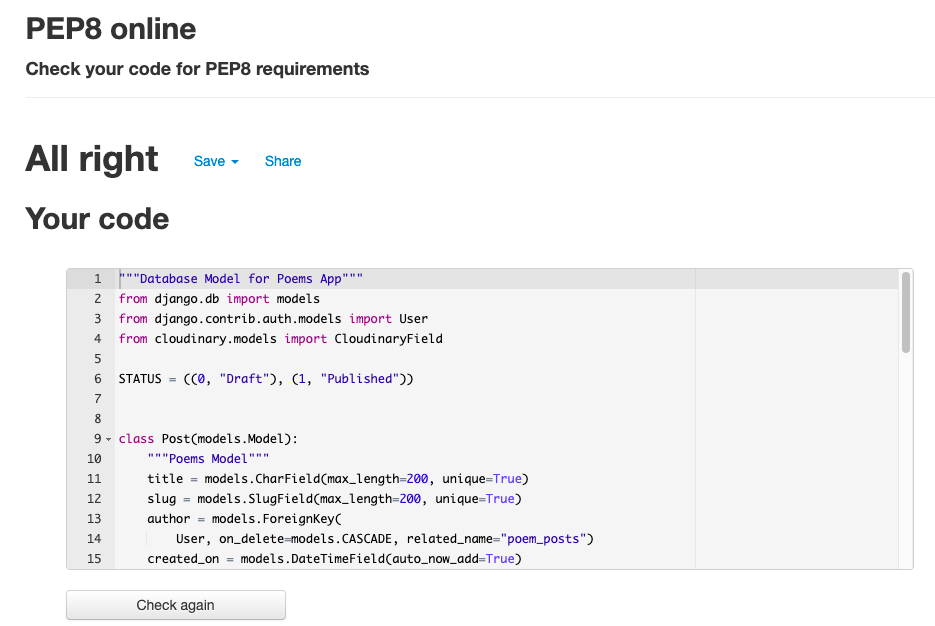 PEP8 online
Check your code for PEP8 requirements
All right Save Share
Your code
1 """Database Model for Poems App"""
2 from django.db import models
3 from django.contrib.auth.models import User
4 from cloudinary.models import CloudinaryField
5
6 STATUS = ((0, "Draft"), (1, "Published"))
7
8
9 class Post(models.Model):
10     """Poems Model"""
11     title = models.CharField(max_length=200, unique=True)
12     slug = models.SlugField(max_length=200, unique=True)
13     author = models.ForeignKey(
14         User, on_delete=models.CASCADE, related_name="poem_posts")
15     created_on = models.DateTimeField(auto_now_add=True)
Check again